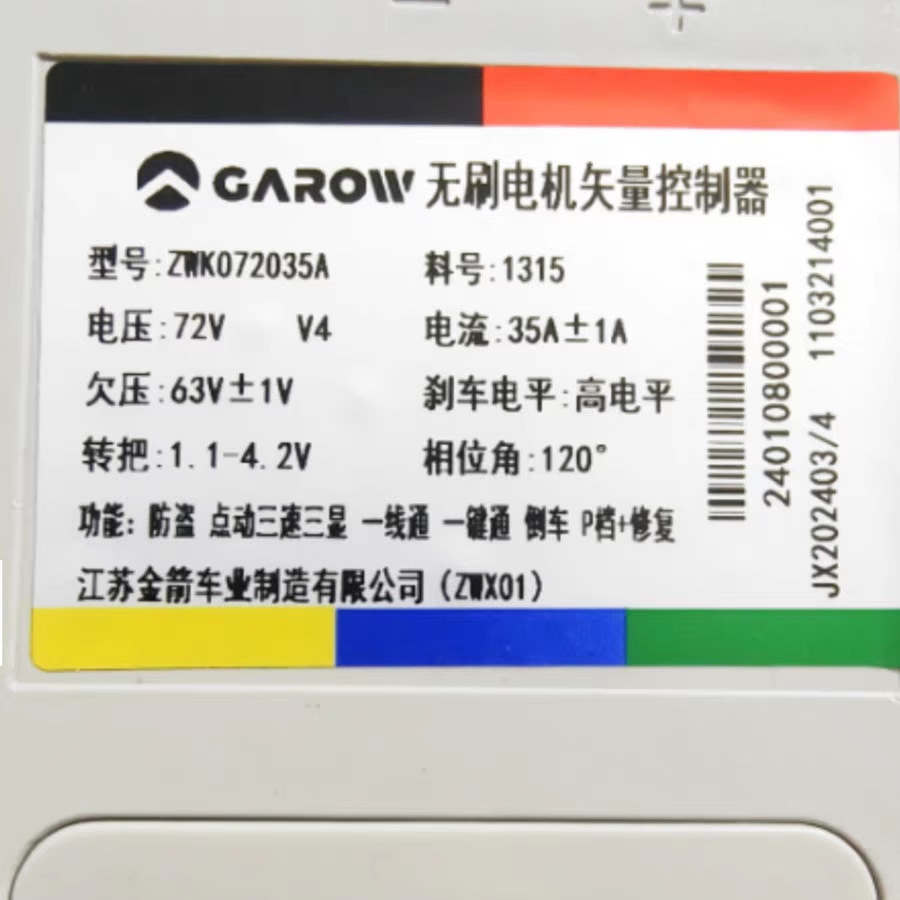 GAROW 无刷电机矢量控制器
型号:ZWK072035A 料号:1315
电压:72V V4 电流:35A±1A
欠压:63V±1V 刹车电平:高电平
转把:1.1-4.2V 相位角:120°
功能: 防盗 点动三速三显 一线通 一键通 倒车 P档+修复
江苏金箭车业制造有限公司(ZWX01)
2401080001
JX202403/4 1103214001